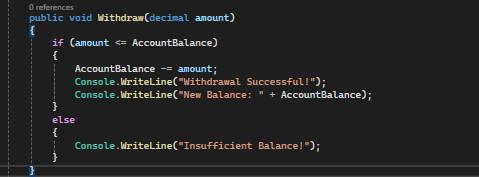 0 references
public void Withdraw(decimal amount)
{
if (amount <= AccountBalance)
{
AccountBalance -= amount;
Console.WriteLine("Withdrawal Successful!");
Console.WriteLine("New Balance: " + AccountBalance);
}
else
{
Console.WriteLine("Insufficient Balance!");
}
}